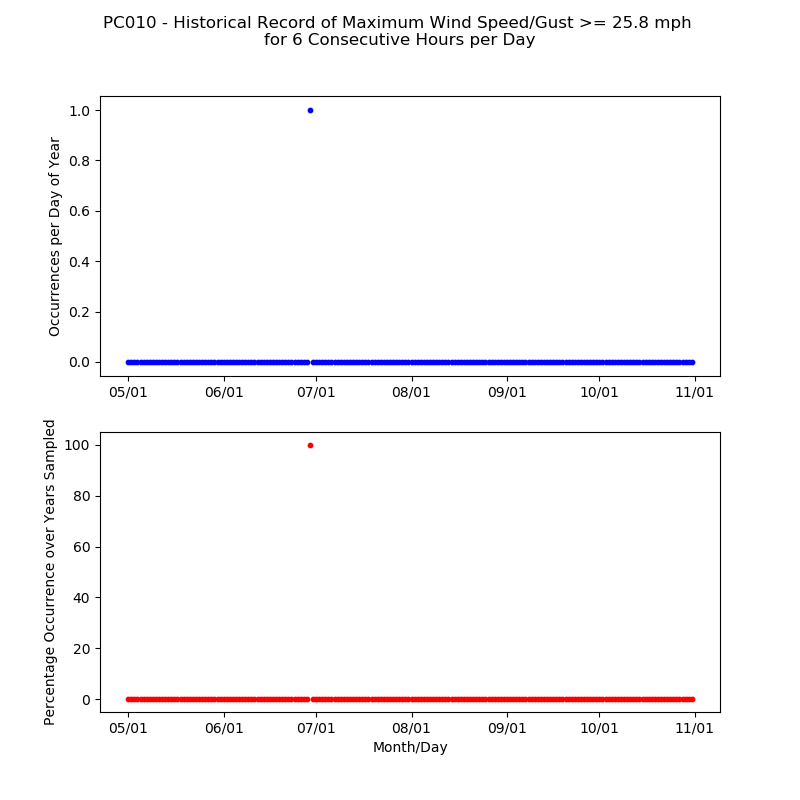 PC010 - Historical Record of Maximum Wind Speed/Gust >= 25.8 mph
for 6 Consecutive Hours per Day
Occurrences per Day of Year
1.0
0.8
0.6
0.4
0.2
0.0
05/01 06/01 07/01 08/01 09/01 10/01 11/01
Percentage Occurrence over Years Sampled
100
80
60
40
20
0
05/01 06/01 07/01 08/01 09/01 10/01 11/01
Month/Day